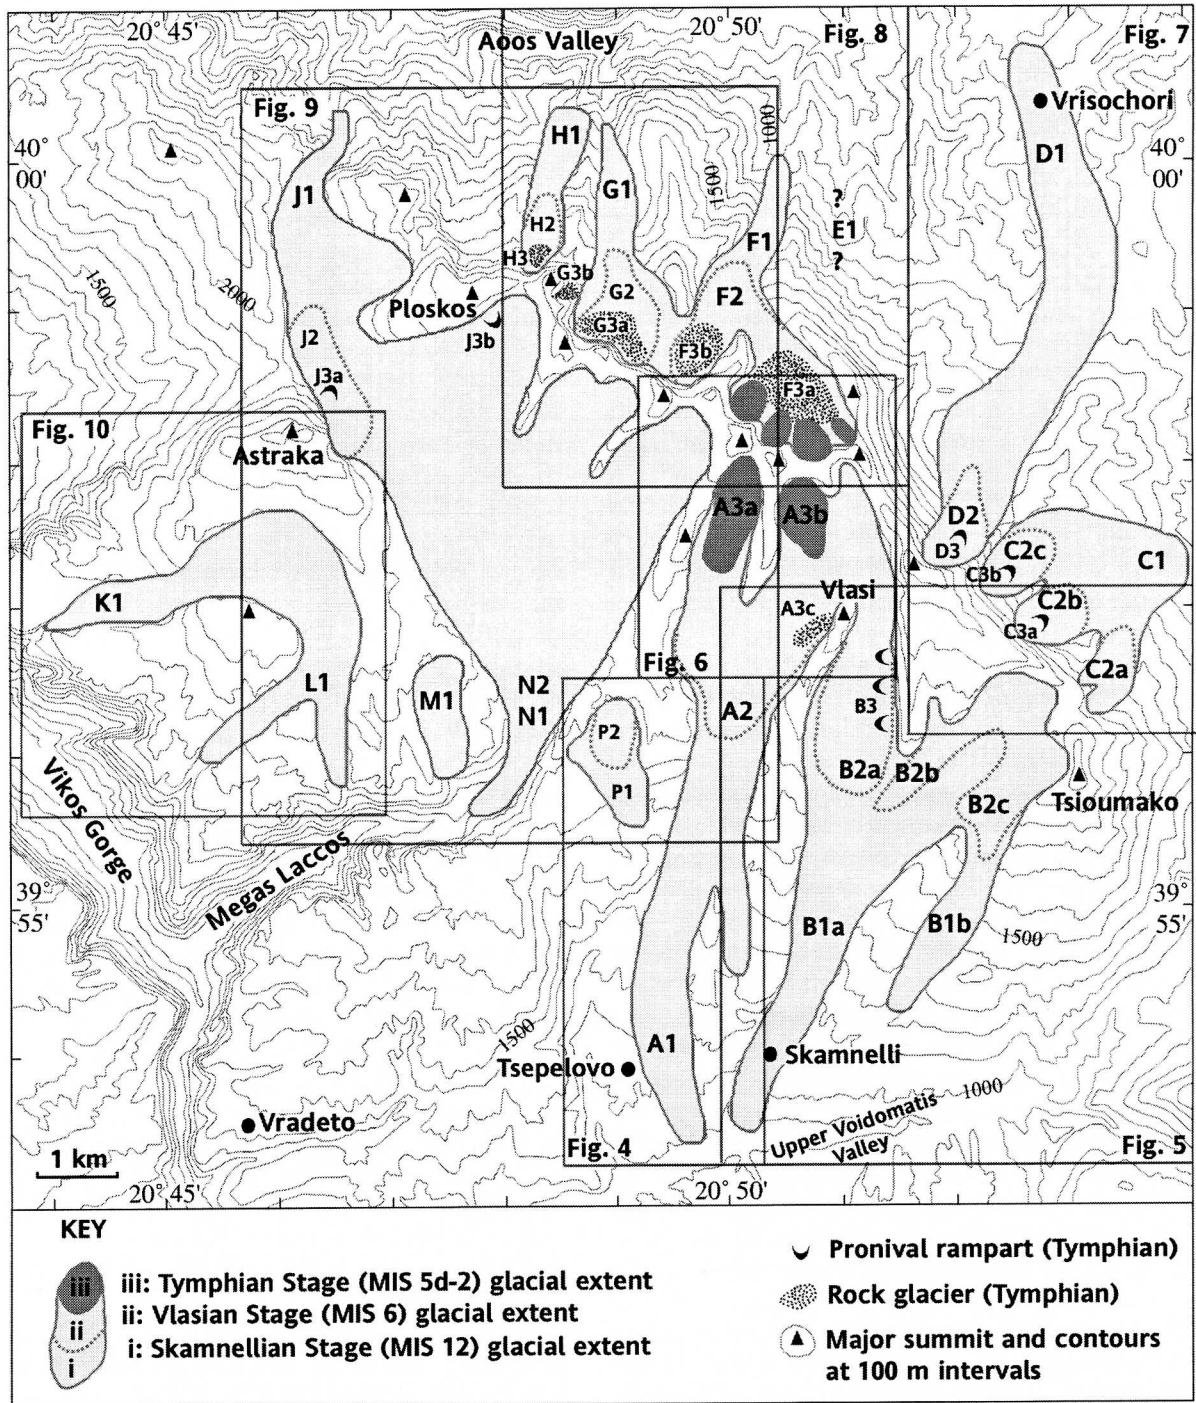 20° 45'
20° 50'
Aoos Valley
Fig. 8
Fig. 7
Fig. 9
Vrisochori
H1
1000
D1
40°
00'
40°
00'
J1
G1
1500
?
E1
?
H2
F1
H3
G3b
1500
2000
G2
F2
Ploskos
J2
J3b
G3a
F3b
J3a
F3a
Fig. 10
Astraka
A3a
A3b
D2
D3
C2c
C1
C3b
K1
Vlasi
A3c
C2b
C3a
Fig. 6
L1
M1
N2
N1
A2
B3
C2a
P2
P1
B2a
B2b
B2c
Tsioumako
Vikos Gorge
Megas Laccos
39°
55'
39°
55'
B1a
B1b
1500
1500
A1
Skamnelli
Tsepelovo
Vradeto
1000
Upper Voidomatis
Valley
1 km
Fig. 4
Fig. 5
20° 45'
20° 50'
KEY
iii
ii
i
iii: Tymphian Stage (MIS 5d-2) glacial extent
ii: Vlasian Stage (MIS 6) glacial extent
i: Skamnellian Stage (MIS 12) glacial extent
Pronival rampart (Tymphian)
Rock glacier (Tymphian)
Major summit and contours
at 100 m intervals